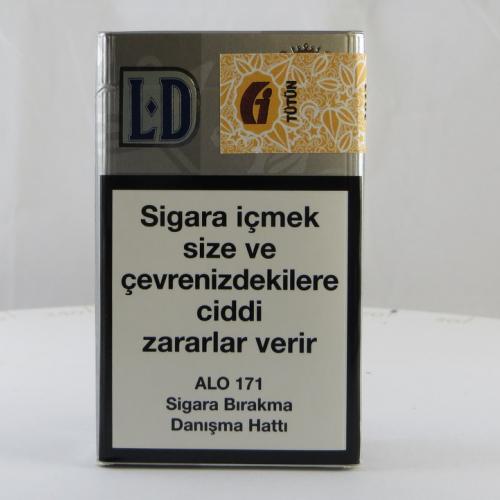 L·D
TÜTÜN
Sigara içmek
size ve
çevrenizdekilere
ciddi
zararlar verir
ALO 171
Sigara Bırakma
Danışma Hattı